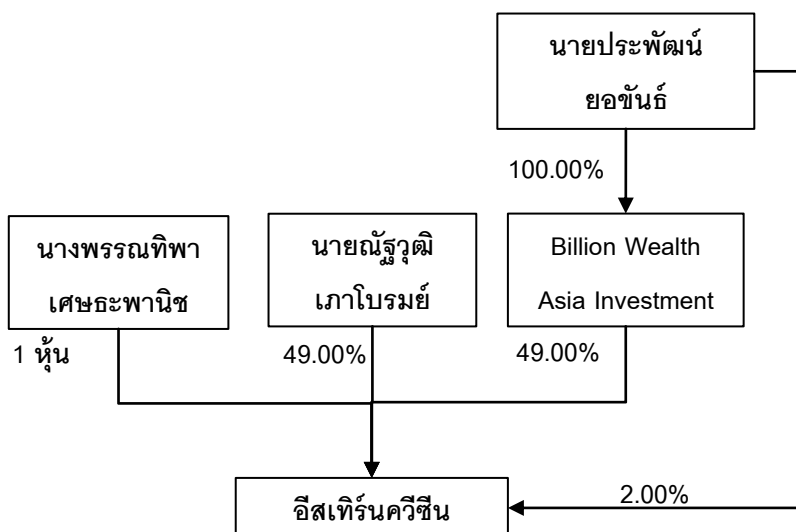 นายประพัฒน์
ยอขันธ์
100.00%
นางพรรณทิพา
เศษธะพานิช
นายณัฐวุฒิ
เภาโบรมย์
Billion Wealth
Asia Investment
1 หุ้น
49.00%
49.00%
อีสเทิร์นควีซีน
2.00%